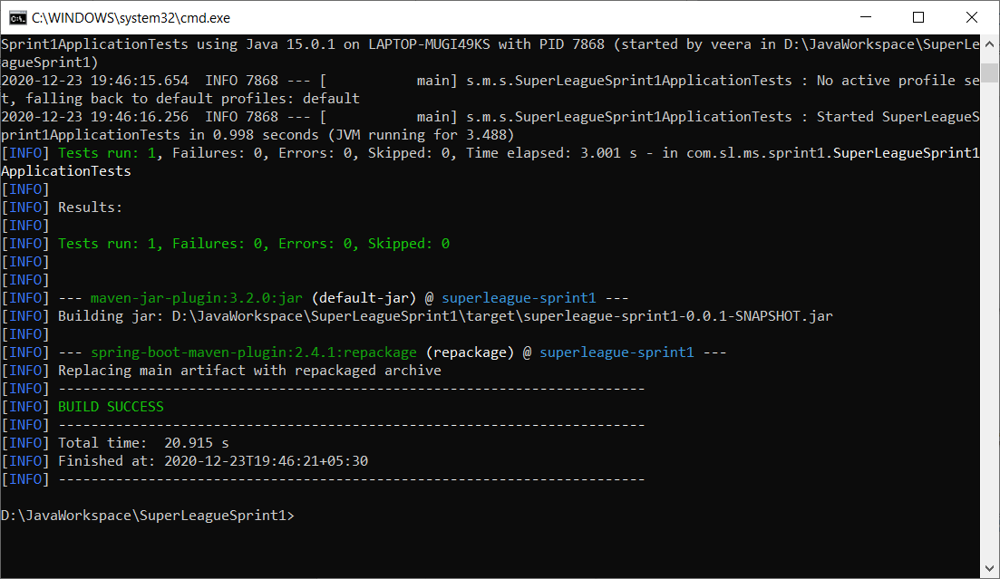 C:\WINDOWS\system32\cmd.exe
Sprint1ApplicationTests using Java 15.0.1 on LAPTOP-MUGI49KS with PID 7868 (started by veera in D:\JavaWorkspace\SuperLe
agueSprint1)
2020-12-23 19:46:15.654  INFO 7868 --- [           main] s.m.s.SuperLeagueSprint1ApplicationTests : No active profile se
t, falling back to default profiles: default
2020-12-23 19:46:16.256  INFO 7868 --- [           main] s.m.s.SuperLeagueSprint1ApplicationTests : Started SuperLeagueS
print1ApplicationTests in 0.998 seconds (JVM running for 3.488)
[INFO] Tests run: 1, Failures: 0, Errors: 0, Skipped: 0, Time elapsed: 3.001 s - in com.sl.ms.sprint1.SuperLeagueSprint1
ApplicationTests
[INFO]
[INFO] Results:
[INFO]
[INFO] Tests run: 1, Failures: 0, Errors: 0, Skipped: 0
[INFO]
[INFO]
[INFO] --- maven-jar-plugin:3.2.0:jar (default-jar) @ superleague-sprint1 ---
[INFO] Building jar: D:\JavaWorkspace\SuperLeagueSprint1\target\superleague-sprint1-0.0.1-SNAPSHOT.jar
[INFO]
[INFO] --- spring-boot-maven-plugin:2.4.1:repackage (repackage) @ superleague-sprint1 ---
[INFO] Replacing main artifact with repackaged archive
[INFO] ------------------------------------------------------------------------
[INFO] BUILD SUCCESS
[INFO] ------------------------------------------------------------------------
[INFO] Total time:  20.915 s
[INFO] Finished at: 2020-12-23T19:46:21+05:30
[INFO] ------------------------------------------------------------------------
D:\JavaWorkspace\SuperLeagueSprint1>